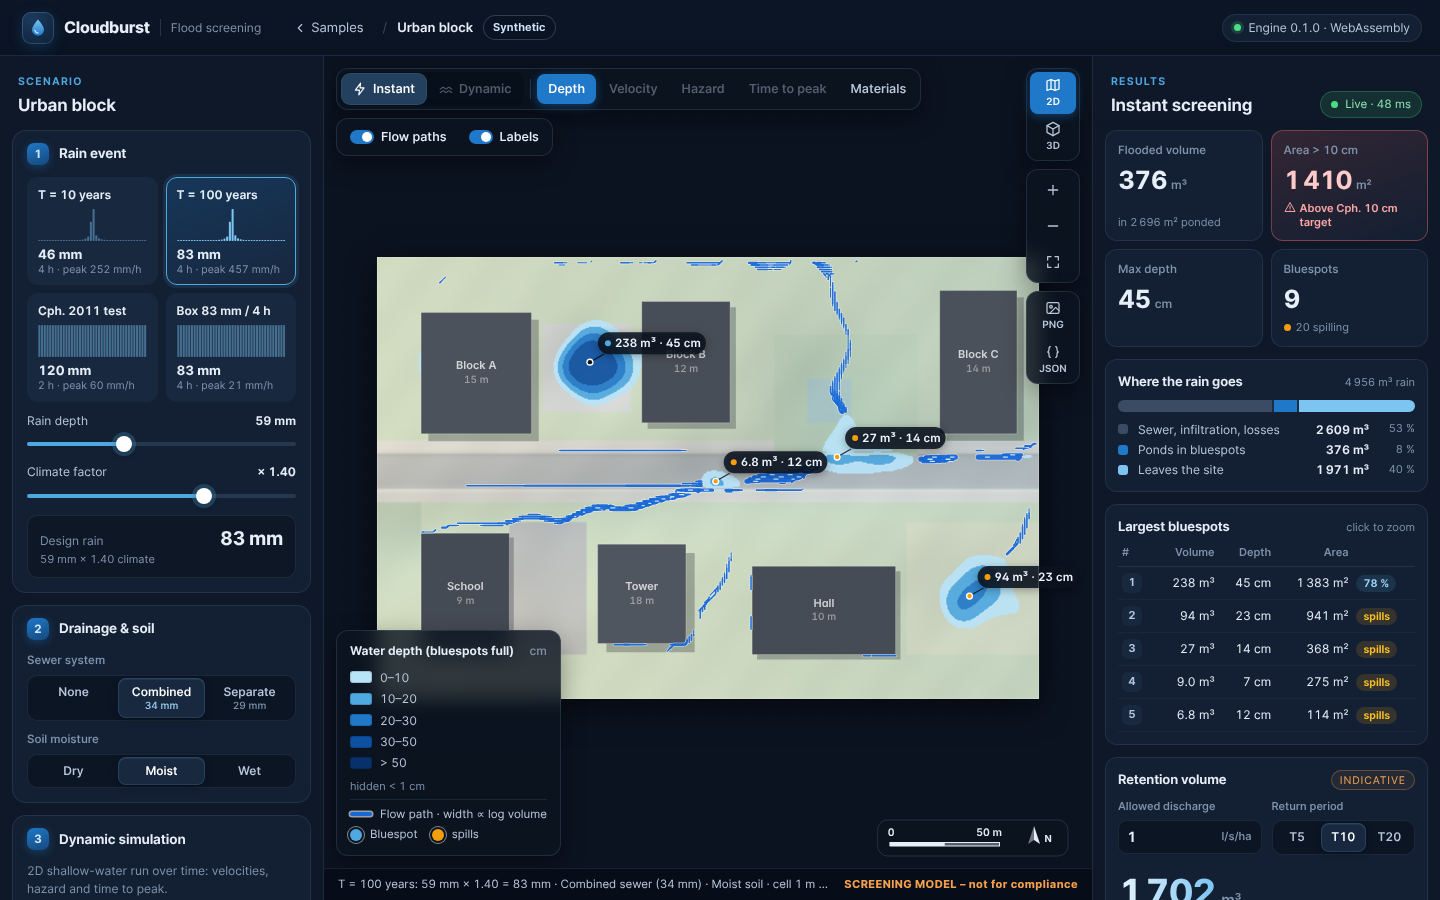 Cloudburst
Flood screening
Samples
/
Urban block
Synthetic
Engine 0.1.0 · WebAssembly
SCENARIO
Urban block
1
Rain event
T = 10 years
46 mm
4 h · peak 252 mm/h
T = 100 years
83 mm
4 h · peak 457 mm/h
Cph. 2011 test
120 mm
2 h · peak 60 mm/h
Box 83 mm / 4 h
83 mm
4 h · peak 21 mm/h
Rain depth
59 mm
Climate factor
× 1.40
Design rain
83 mm
59 mm × 1.40 climate
2
Drainage & soil
Sewer system
None
Combined
34 mm
Separate
29 mm
Soil moisture
Dry
Moist
Wet
3
Dynamic simulation
2D shallow-water run over time: velocities,
hazard and time to peak.
Instant
Dynamic
Depth
Velocity
Hazard
Time to peak
Materials
Flow paths
Labels
2D
3D
PNG
JSON
Block A
15 m
238 m³ · 45 cm
Block B
12 m
Block C
14 m
27 m³ · 14 cm
6.8 m³ · 12 cm
School
9 m
Tower
18 m
Hall
10 m
94 m³ · 23 cm
Water depth (bluespots full)
cm
0–10
10–20
20–30
30–50
> 50
hidden < 1 cm
Flow path · width ∝ log volume
Bluespot
spills
0
50 m
N
T = 100 years: 59 mm × 1.40 = 83 mm · Combined sewer (34 mm) · Moist soil · cell 1 m ...
SCREENING MODEL – not for compliance
RESULTS
Instant screening
Live · 48 ms
Flooded volume
376 m³
in 2 696 m² ponded
Area > 10 cm
1 410 m²
Above Cph. 10 cm
target
Max depth
45 cm
Bluespots
9
20 spilling
Where the rain goes
4 956 m³ rain
Sewer, infiltration, losses
2 609 m³
53 %
Ponds in bluespots
376 m³
8 %
Leaves the site
1 971 m³
40 %
Largest bluespots
click to zoom
# Volume Depth Area
1 238 m³ 45 cm 1 383 m² 78 %
2 94 m³ 23 cm 941 m² spills
3 27 m³ 14 cm 368 m² spills
4 9.0 m³ 7 cm 275 m² spills
5 6.8 m³ 12 cm 114 m² spills
Retention volume
INDICATIVE
Allowed discharge
1
l/s/ha
Return period
T5
T10
T20
1 702 m³